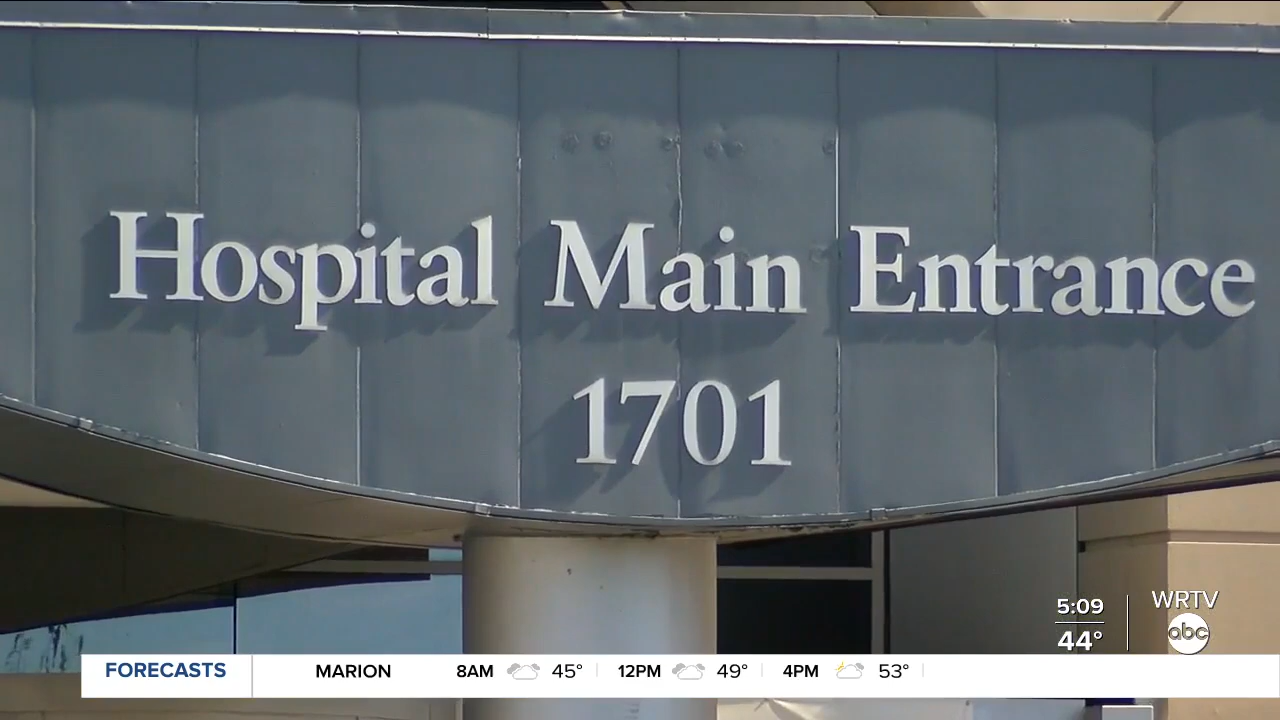 Hospital Main Entrance
1701
5:09
44°
WRTV
abc
FORECASTS MARION 8AM 45° 12PM 49° 4PM 53°